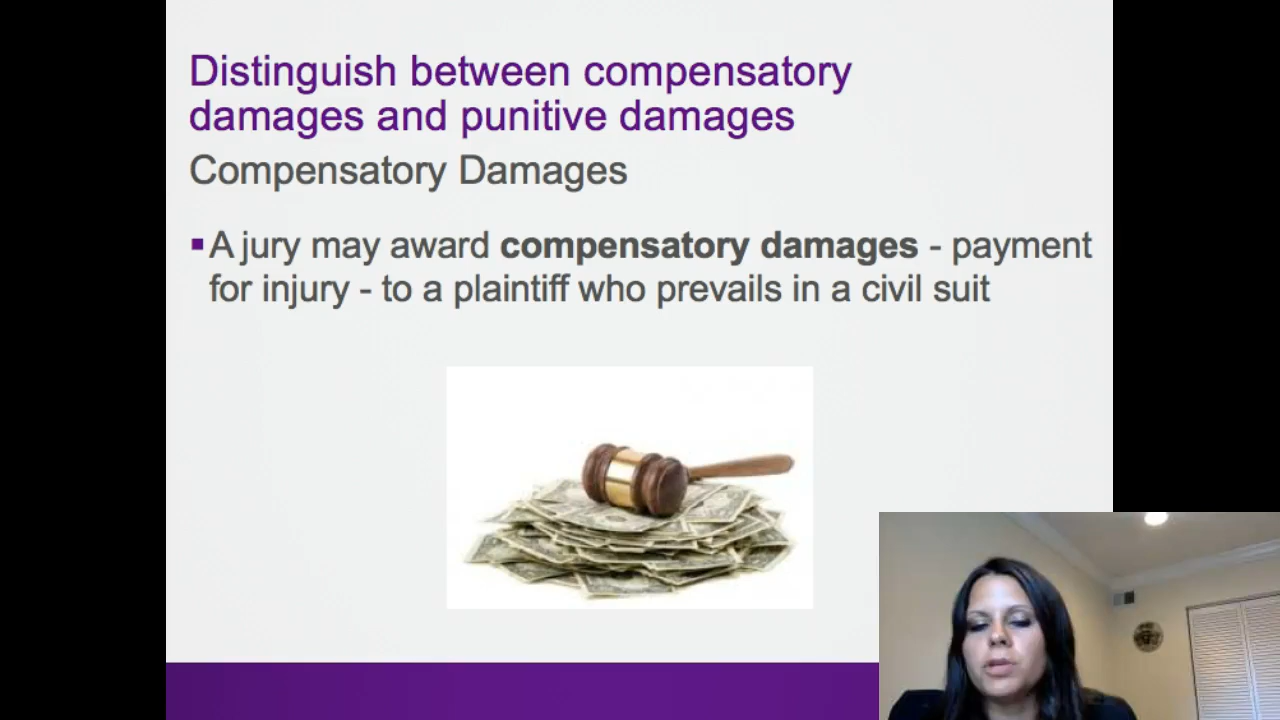 Distinguish between compensatory
damages and punitive damages
Compensatory Damages
A jury may award compensatory damages - payment
for injury - to a plaintiff who prevails in a civil suit